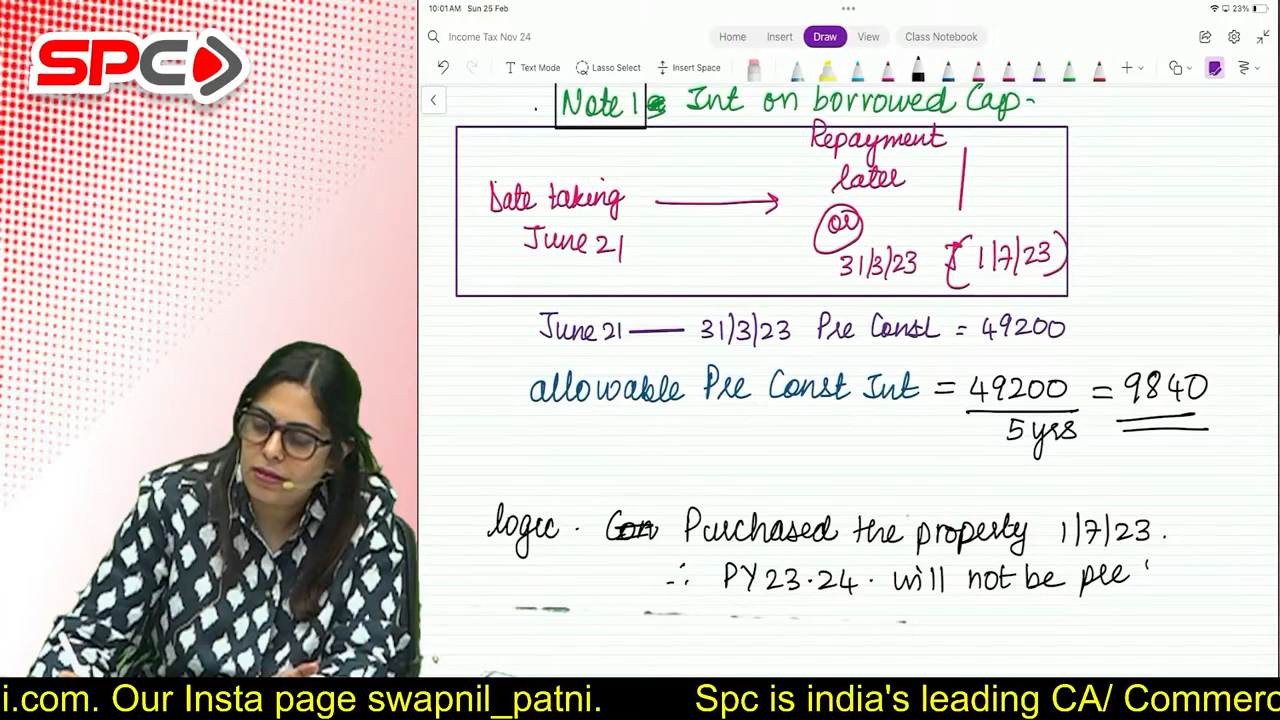 10:01AM Sun 25 Feb
23%
SPC
Income Tax Nov 24
Home Insert Draw View Class Notebook
Text Mode Lasso Select Insert Space
Note 1 Int on borrowed Cap-
Repayment
later
Date taking
June 21
or
31/3/23 (1/7/23)
June 21 — 31/3/23 Pre Const = 49200
allowable Pre Const Int = 49200 = 9840
5 yrs
logic. Con Purchased the property 1/7/23.
∴ PY 23.24. will not be pre
i.com. Our Insta page swapnil_patni. Spc is india's leading CA/ Commerc